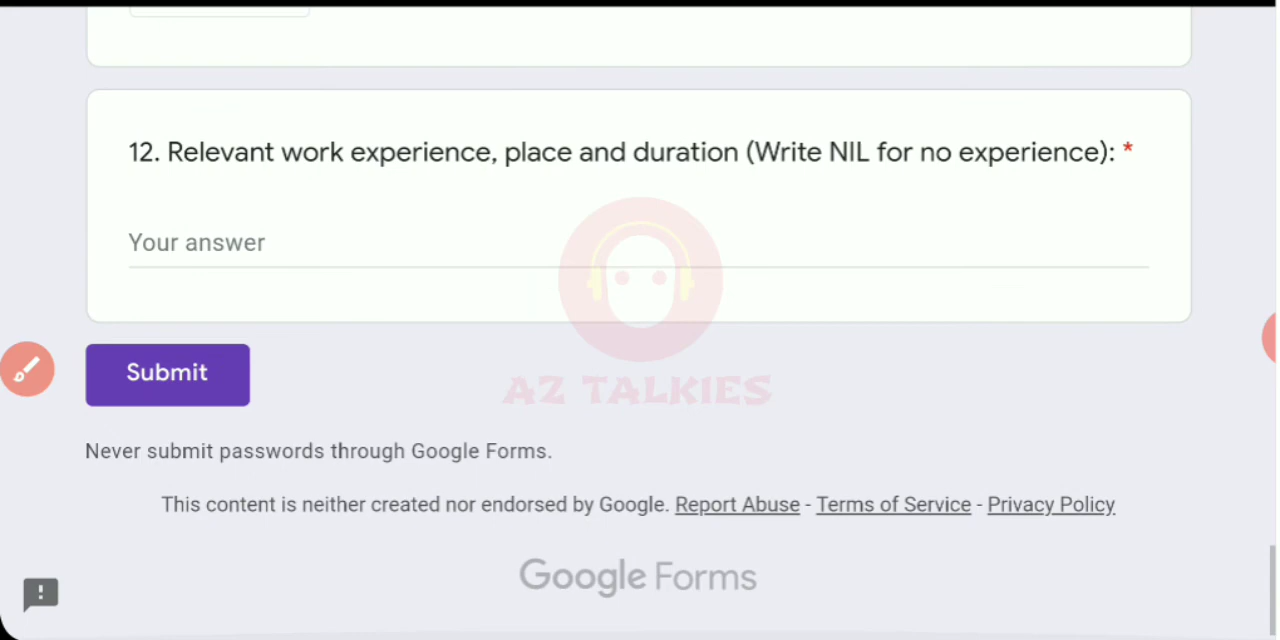 12. Relevant work experience, place and duration (Write NIL for no experience): *
Your answer
AZ TALKIES
Submit
Never submit passwords through Google Forms.
This content is neither created nor endorsed by Google. Report Abuse - Terms of Service - Privacy Policy
Google Forms